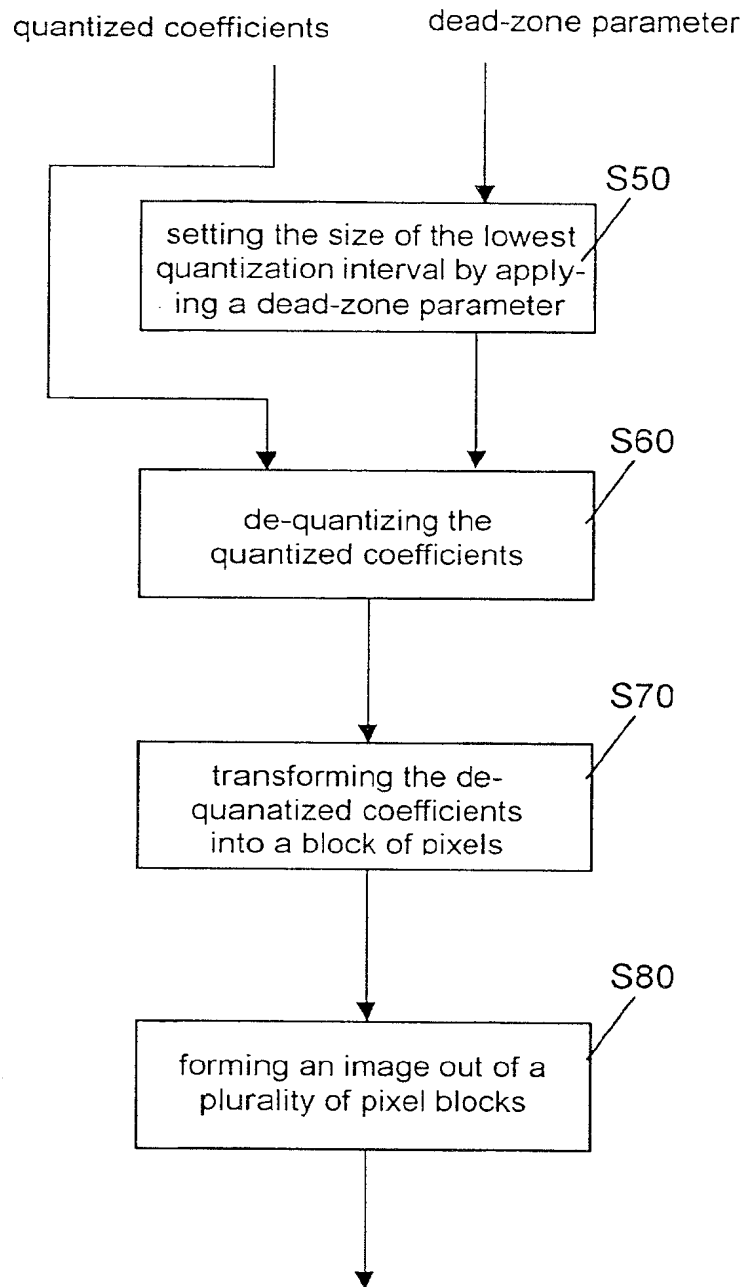 quantized coefficients
dead-zone parameter
S50
setting the size of the lowest
quantization interval by apply-
ing a dead-zone parameter
S60
de-quantizing the
quantized coefficients
S70
transforming the de-
quanatized coefficients
into a block of pixels
S80
forming an image out of a
plurality of pixel blocks